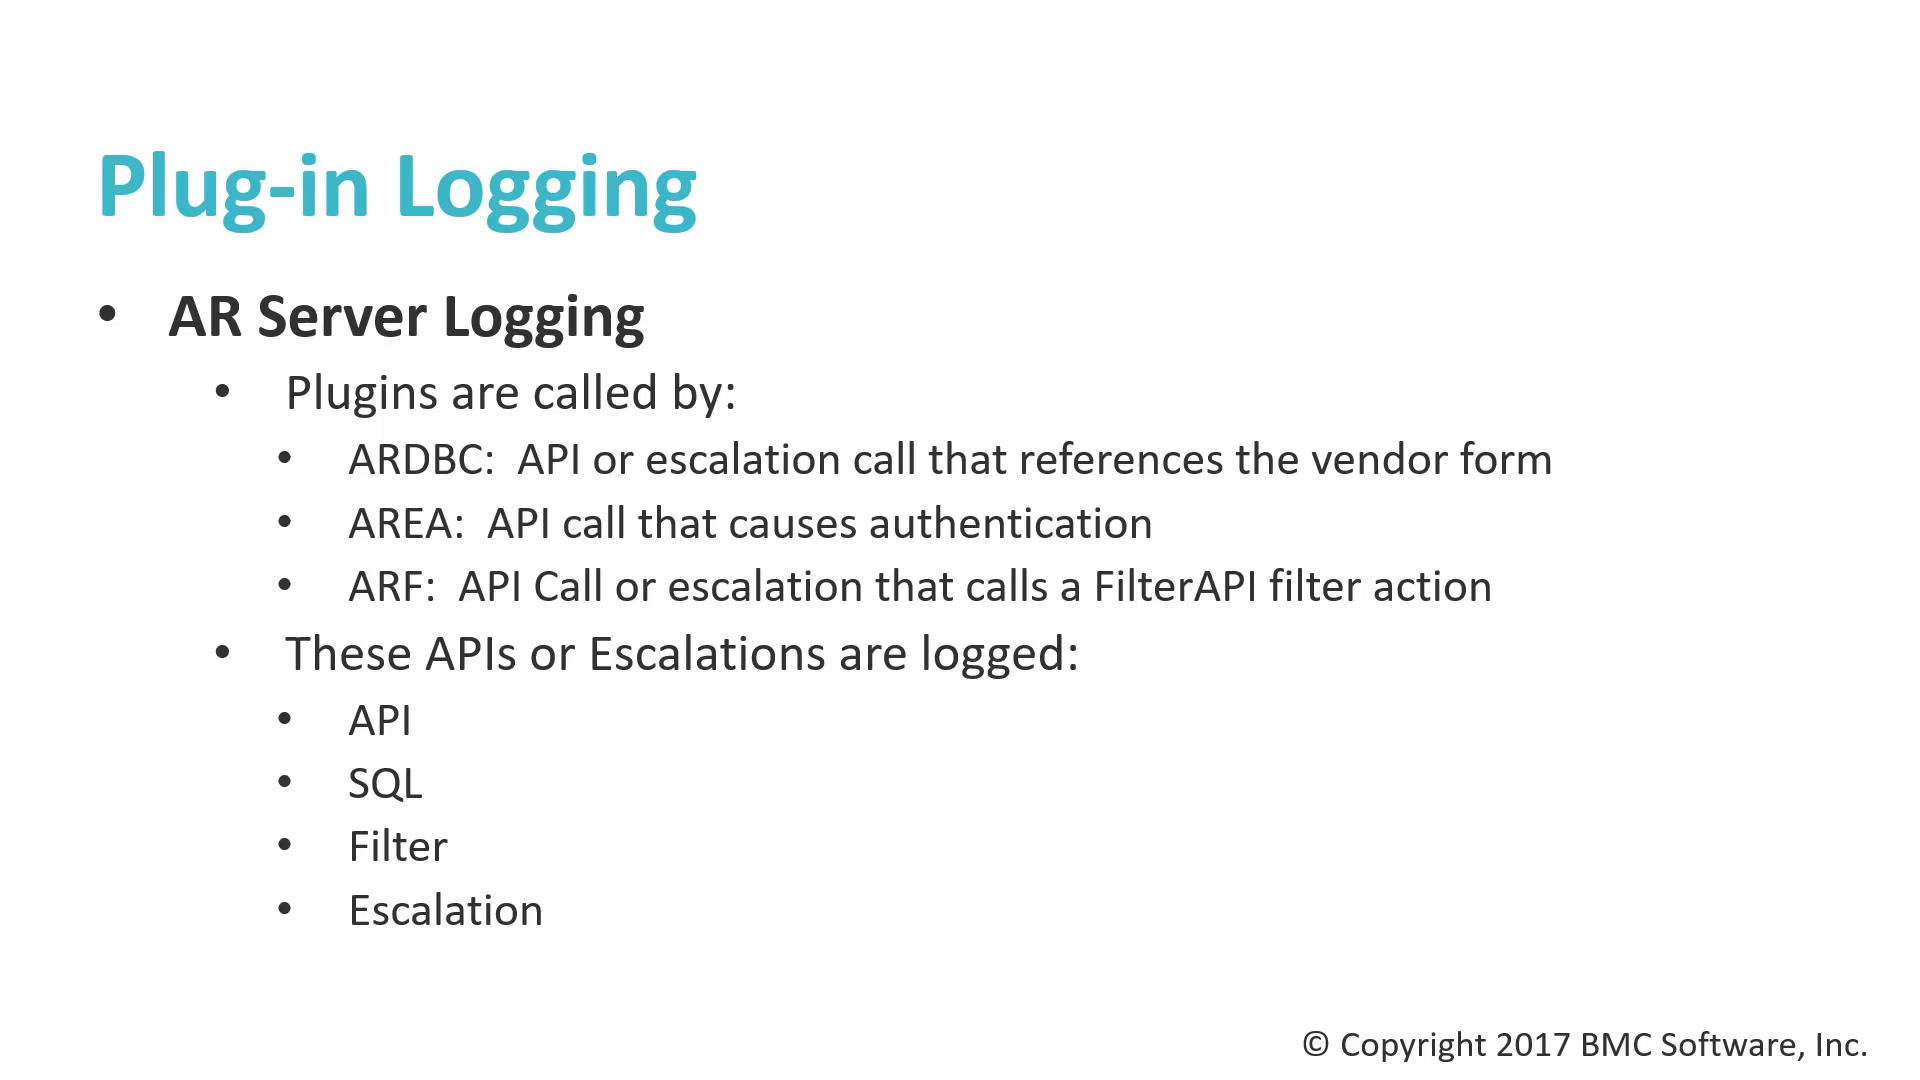 Plug-in Logging
• AR Server Logging
• Plugins are called by:
• ARDBC:  API or escalation call that references the vendor form
• AREA:  API call that causes authentication
• ARF:  API Call or escalation that calls a FilterAPI filter action
• These APIs or Escalations are logged:
• API
• SQL
• Filter
• Escalation
© Copyright 2017 BMC Software, Inc.